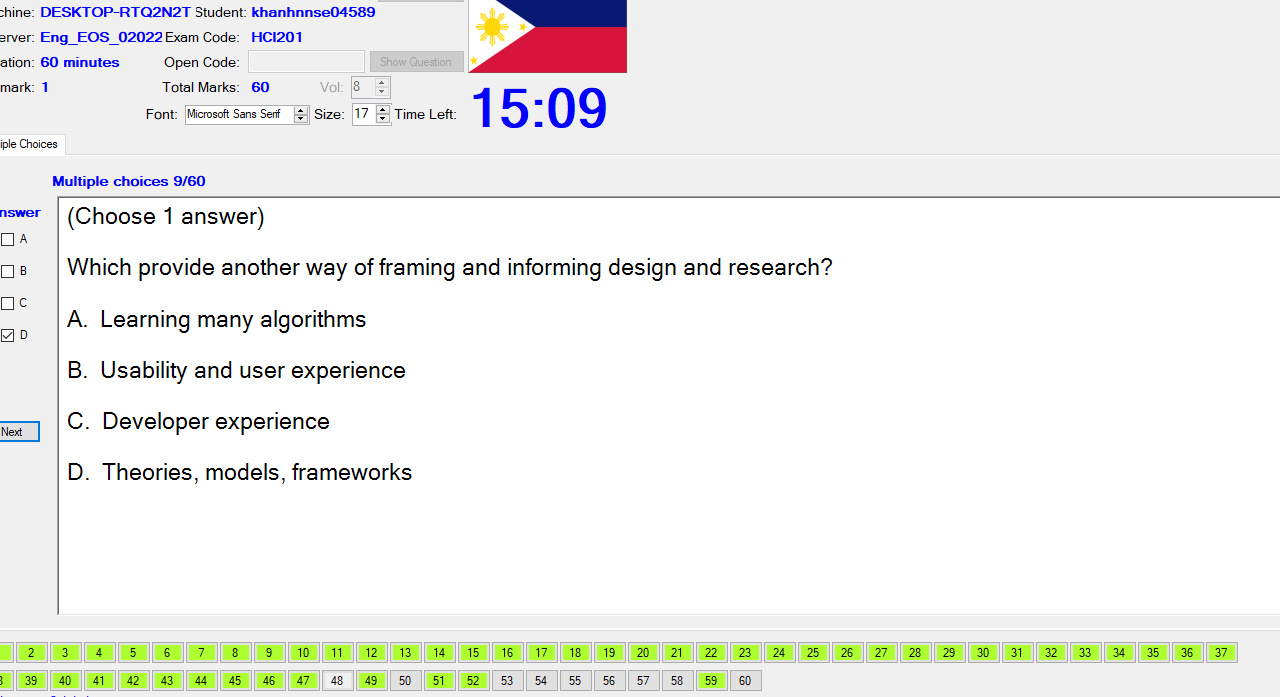 chine: DESKTOP-RTQ2N2T Student: khanhnnse04589
erver: Eng_EOS_02022 Exam Code: HCI201
ation: 60 minutes Open Code: Show Question
mark: 1 Total Marks: 60 Vol: 8
Font: Microsoft Sans Serif Size: 17 Time Left: 15:09
iple Choices
Multiple choices 9/60
nswer
(Choose 1 answer)
A
Which provide another way of framing and informing design and research?
B
C
D
A. Learning many algorithms
B. Usability and user experience
C. Developer experience
Next
D. Theories, models, frameworks
2 3 4 5 6 7 8 9 10 11 12 13 14 15 16 17 18 19 20 21 22 23 24 25 26 27 28 29 30 31 32 33 34 35 36 37
39 40 41 42 43 44 45 46 47 48 49 50 51 52 53 54 55 56 57 58 59 60